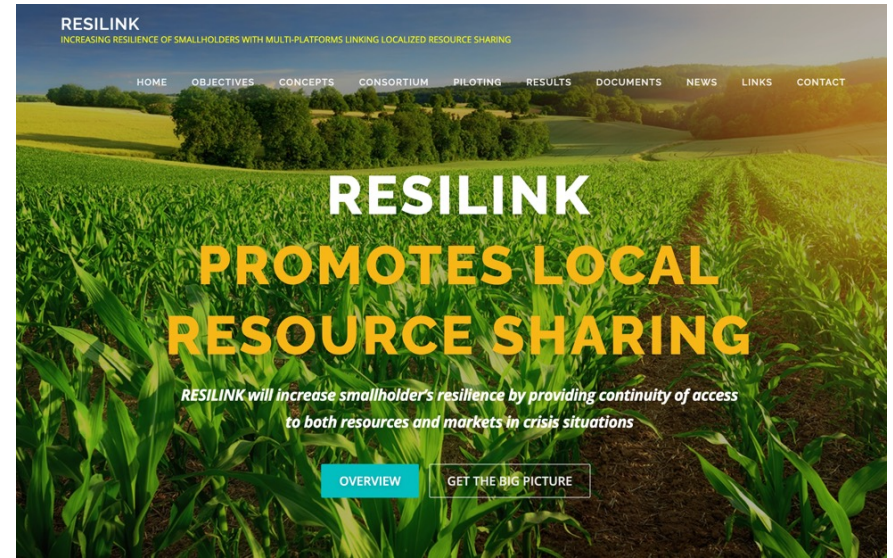 RESILINK
INCREASING RESILIENCE OF SMALLHOLDERS WITH MULTI-PLATFORMS LINKING LOCALIZED RESOURCE SHARING
HOME OBJECTIVES CONCEPTS CONSORTIUM PILOTING RESULTS DOCUMENTS NEWS LINKS CONTACT
RESILINK
PROMOTES LOCAL
RESOURCE SHARING
RESILINK will increase smallholder's resilience by providing continuity of access
to both resources and markets in crisis situations
OVERVIEW GET THE BIG PICTURE